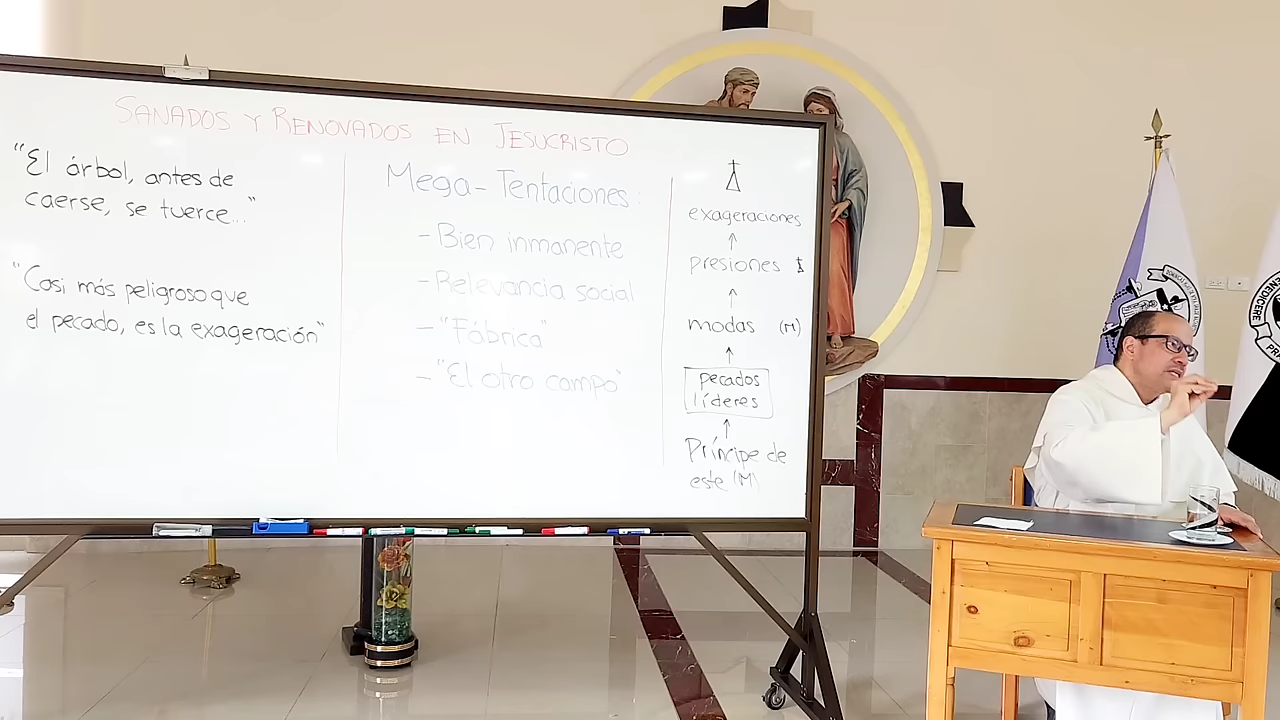 SANADOS Y RENOVADOS EN JESUCRISTO
"El árbol, antes de
caerse, se tuerce..."
"Casi más peligroso que
el pecado, es la exageración"
Mega-Tentaciones:
-Bien inmanente
-Relevancia social
-"Fábrica"
-"El otro campo"
exageraciones
↑
presiones
↑
modas (M)
↑
pecados
líderes
↑
Príncipe de
este (M)
BENEDICERE